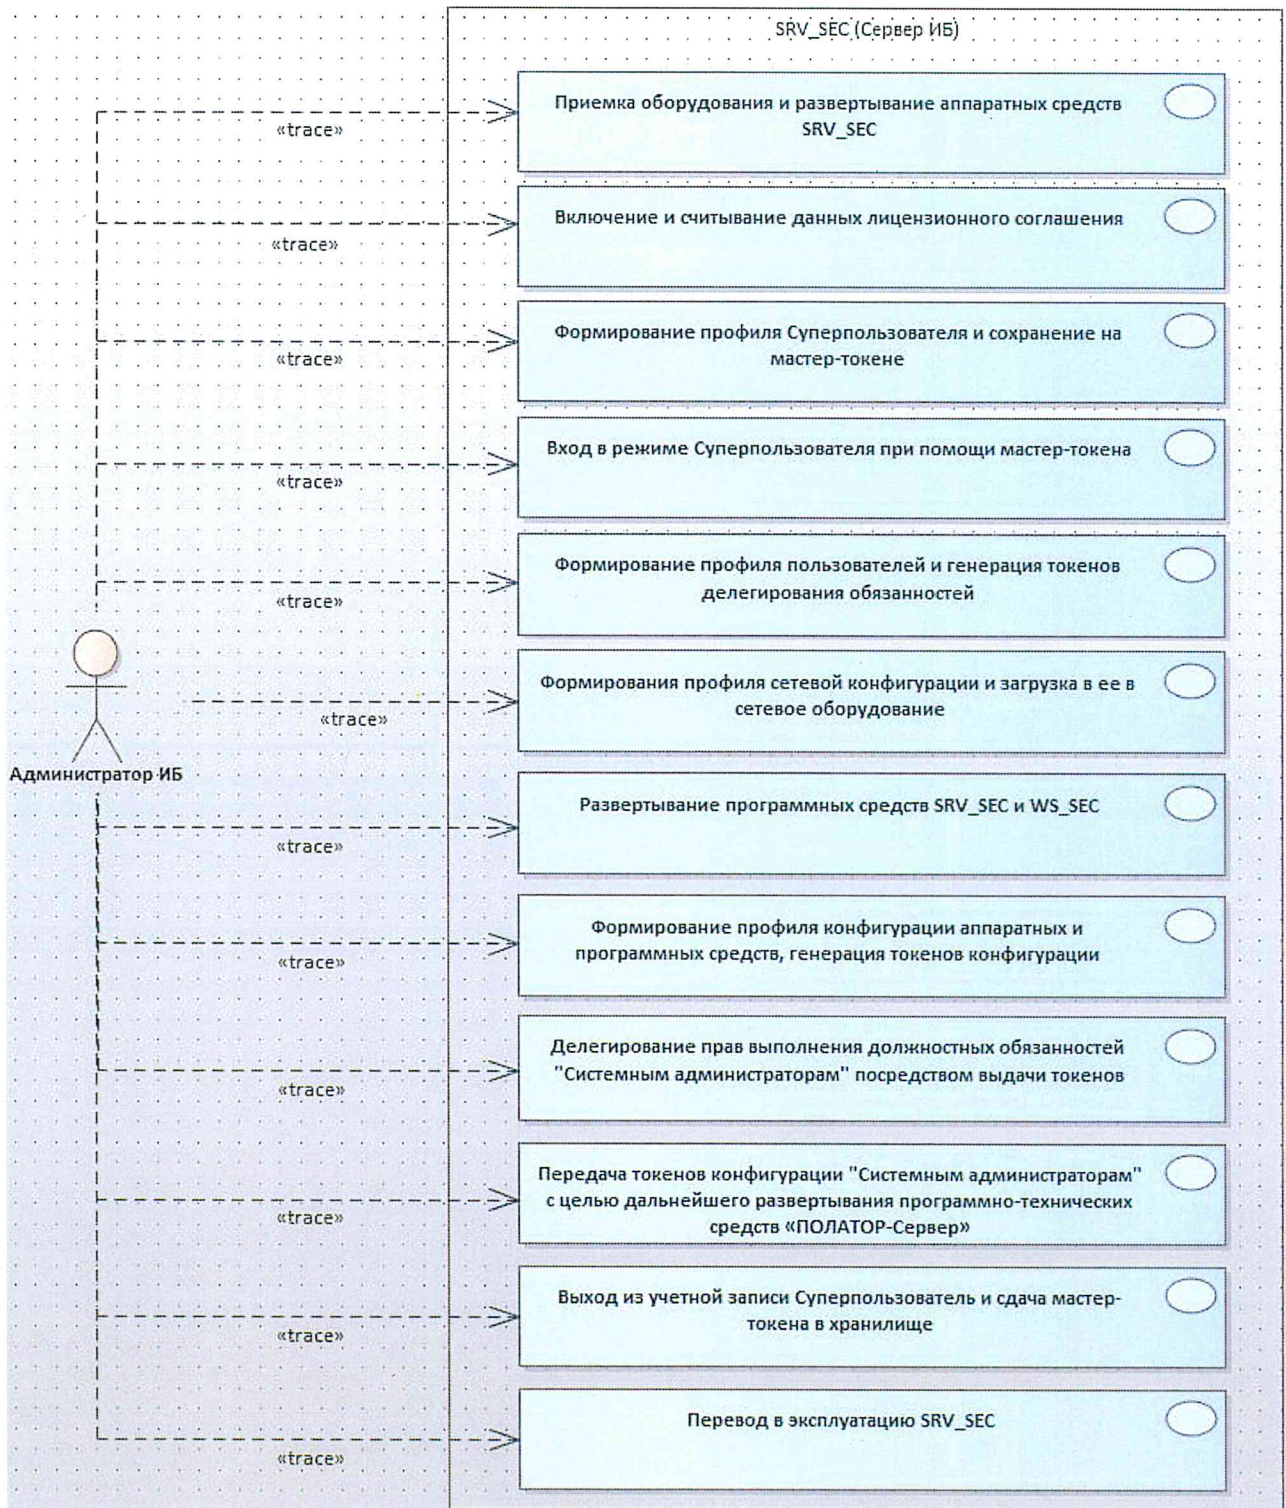 SRV_SEC (Сервер ИБ)
Приемка оборудования и развертывание аппаратных средств
SRV_SEC
«trace»
Включение и считывание данных лицензионного соглашения
«trace»
Формирование профиля Суперпользователя и сохранение на
мастер-токене
«trace»
Вход в режиме Суперпользователя при помощи мастер-токена
«trace»
Формирование профиля пользователей и генерация токенов
делегирования обязанностей
«trace»
Формирования профиля сетевой конфигурации и загрузка в ее в
сетевое оборудование
«trace»
Администратор ИБ
Развертывание программных средств SRV_SEC и WS_SEC
«trace»
Формирование профиля конфигурации аппаратных и
программных средств, генерация токенов конфигурации
«trace»
Делегирование прав выполнения должностных обязанностей
"Системным администраторам" посредством выдачи токенов
«trace»
Передача токенов конфигурации "Системным администраторам"
с целью дальнейшего развертывания программно-технических
средств «ПОЛАТОР-Сервер»
«trace»
Выход из учетной записи Суперпользователь и сдача мастер-
токена в хранилище
«trace»
Перевод в эксплуатацию SRV_SEC
«trace»